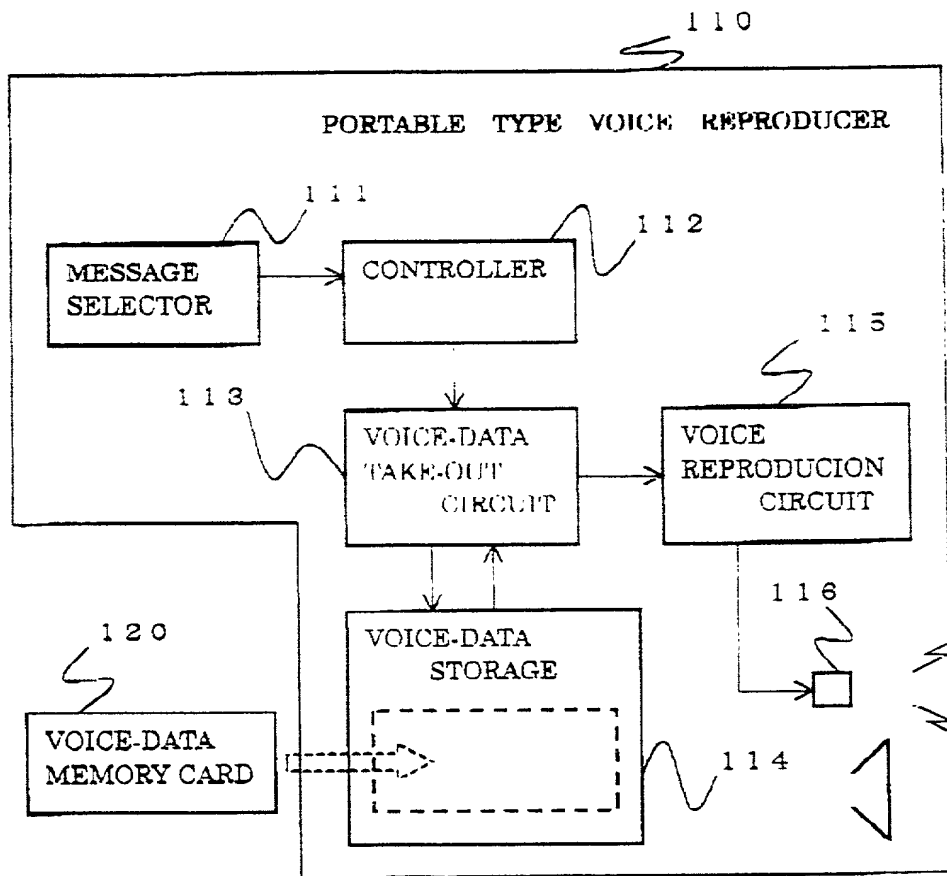 110
PORTABLE TYPE VOICE REPRODUCER
111
112
MESSAGE
SELECTOR
CONTROLLER
115
113
VOICE-DATA
TAKE-OUT
CIRCUIT
VOICE
REPRODUCION
CIRCUIT
116
120
VOICE-DATA
STORAGE
VOICE-DATA
MEMORY CARD
114